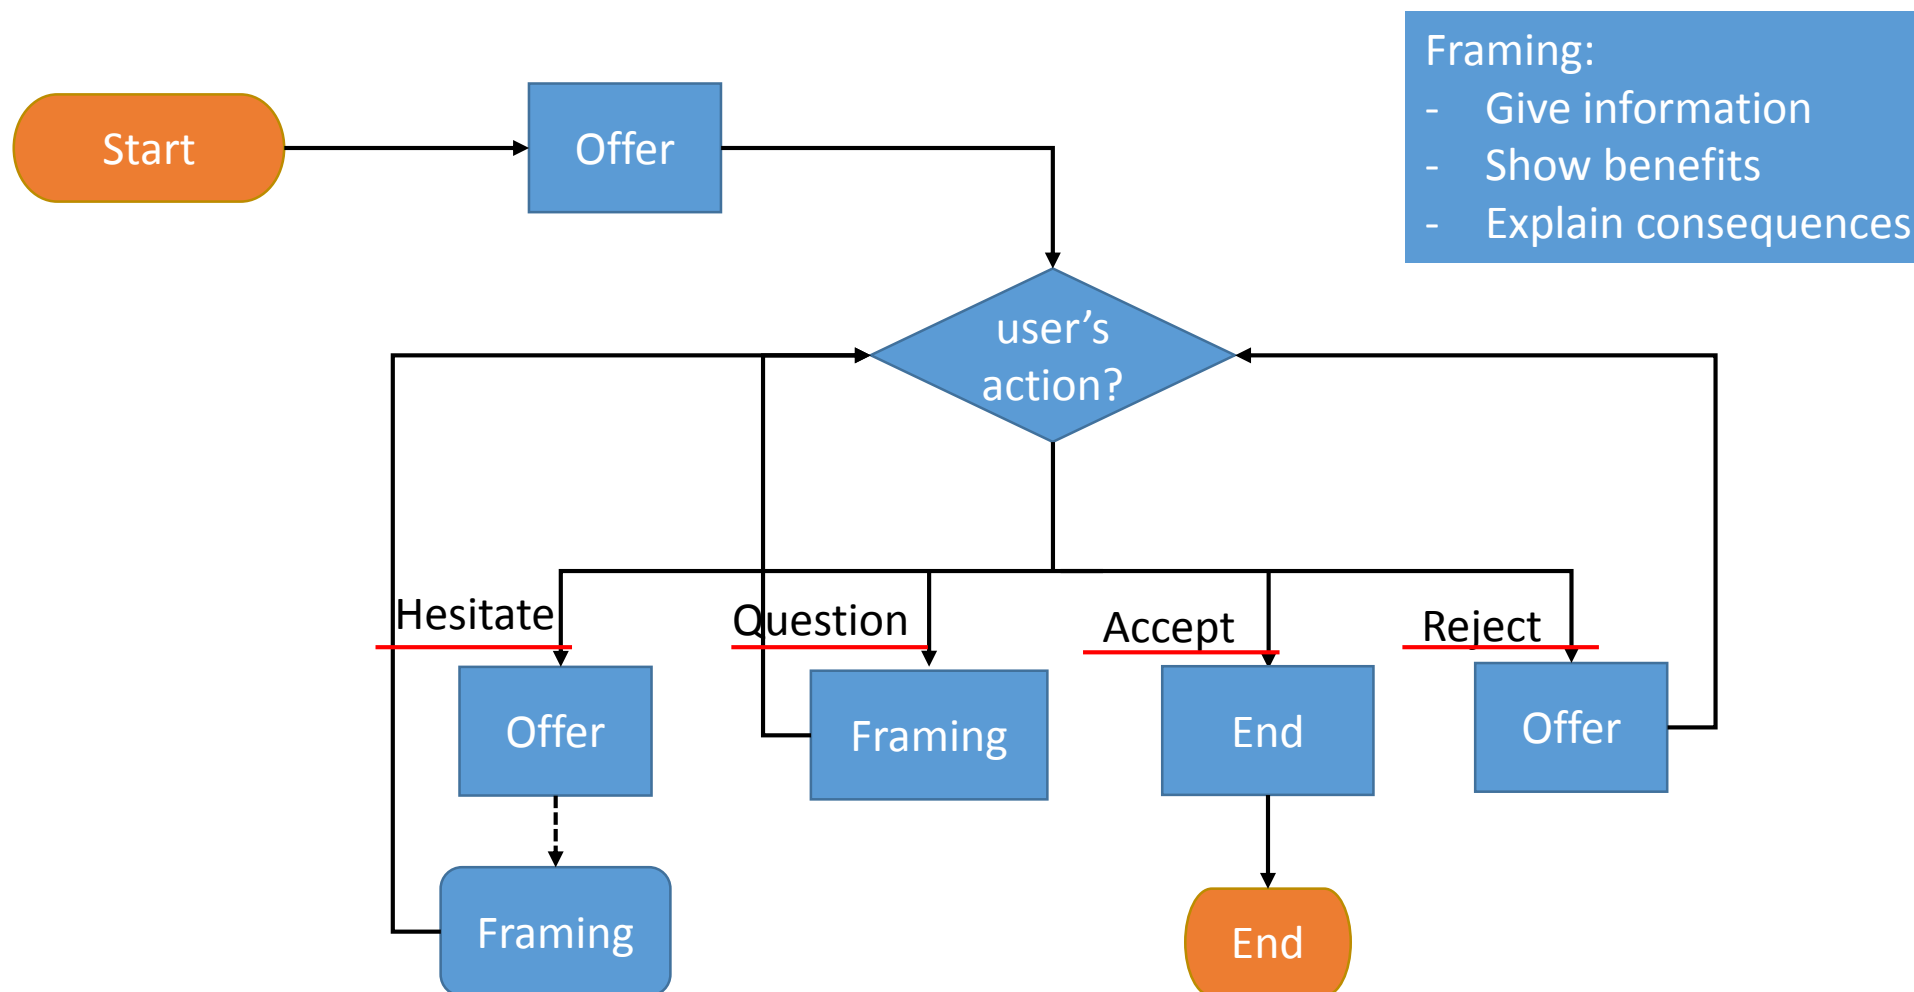 Start
Offer
Framing:
- Give information
- Show benefits
- Explain consequences
user’s
action?
Hesitate
Question
Accept
Reject
Offer
Framing
End
Offer
Framing
End